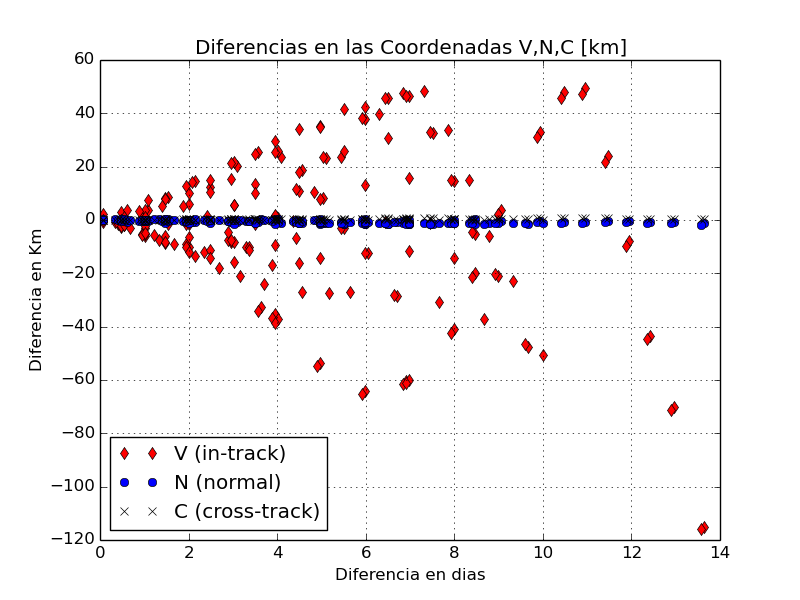 Diferencias en las Coordenadas V,N,C [km]
60
40
20
0
−20
−40
−60
−80
−100
−120
Diferencia en Km
V (in-track)
N (normal)
C (cross-track)
0 2 4 6 8 10 12 14
Diferencia en dias